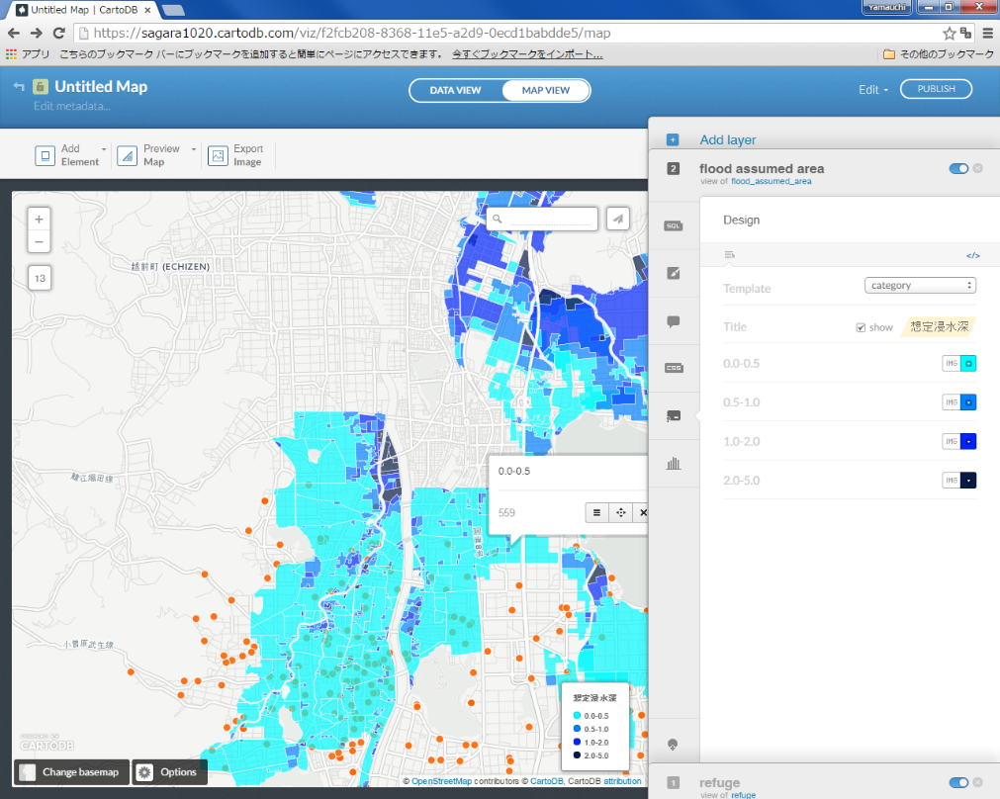 Untitled Map | CartoDB
Yamauchi
https://sagara1020.cartodb.com/viz/f2fcb208-8368-11e5-a2d9-0ecd1babdde5/map
アプリ こちらのブックマーク バーにブックマークを追加すると簡単にページにアクセスできます。 今すぐブックマークをインポート...
その他のブックマーク
Untitled Map
Edit metadata...
DATA VIEW
MAP VIEW
Edit
PUBLISH
Add Element
Preview Map
Export Image
Add layer
2
flood assumed area
view of flood_assumed_area
SQL
CSS
Design
</>
Template
category
Title
show
想定浸水深
0.0-0.5
IMG
0.5-1.0
IMG
1.0-2.0
IMG
2.0-5.0
IMG
+
−
13
越前町 (ECHIZEN)
小曽原武生線
0.0-0.5
559
想定浸水深
0.0-0.5
0.5-1.0
1.0-2.0
2.0-5.0
CARTODB
Change basemap
Options
© OpenStreetMap contributors © CartoDB, CartoDB attribution
1
refuge
view of refuge